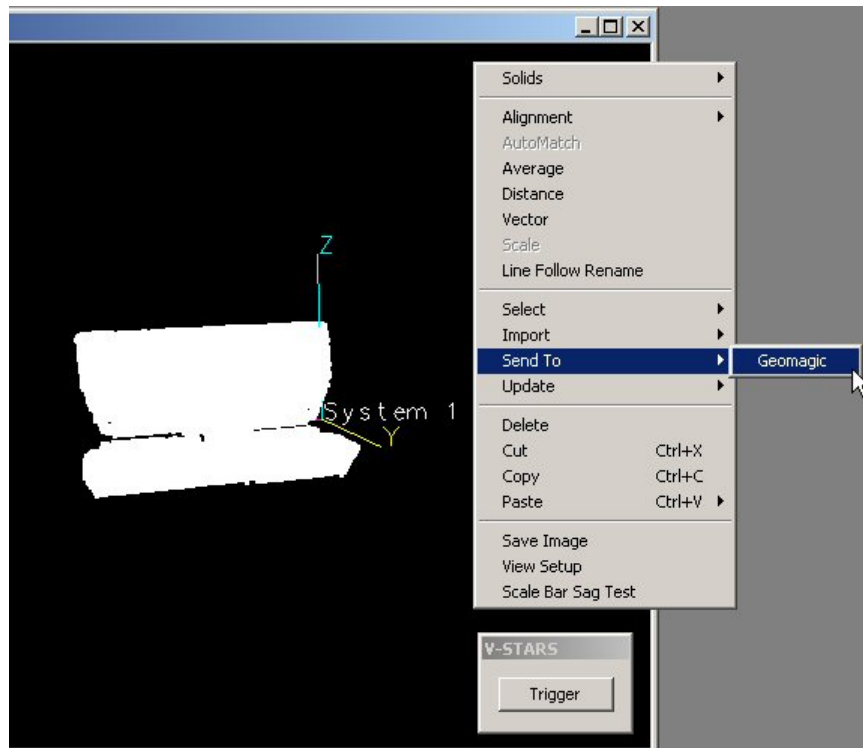 Z
System 1
Y
Solids
Alignment
AutoMatch
Average
Distance
Vector
Scale
Line Follow Rename
Select
Import
Send To
Geomagic
Update
Delete
Cut Ctrl+X
Copy Ctrl+C
Paste Ctrl+V
Save Image
View Setup
Scale Bar Sag Test
V-STARS
Trigger